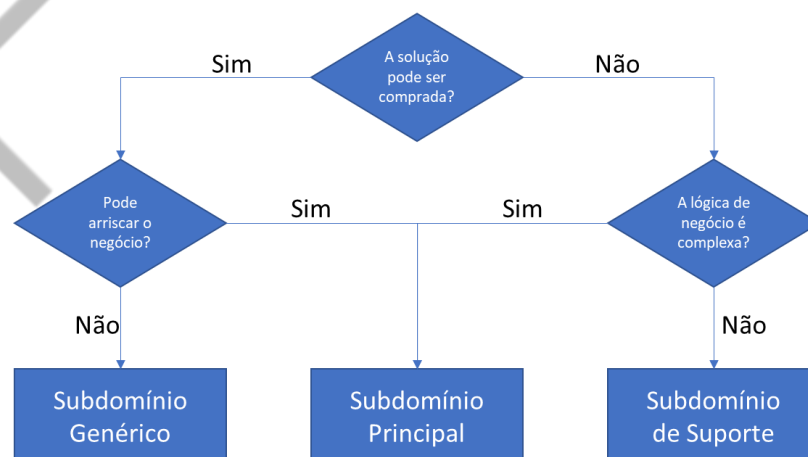 A solução
pode ser
comprada?
Sim
Não
Pode
arriscar o
negócio?
Sim
Sim
A lógica de
negócio é
complexa?
Não
Não
Subdomínio
Genérico
Subdomínio
Principal
Subdomínio
de Suporte